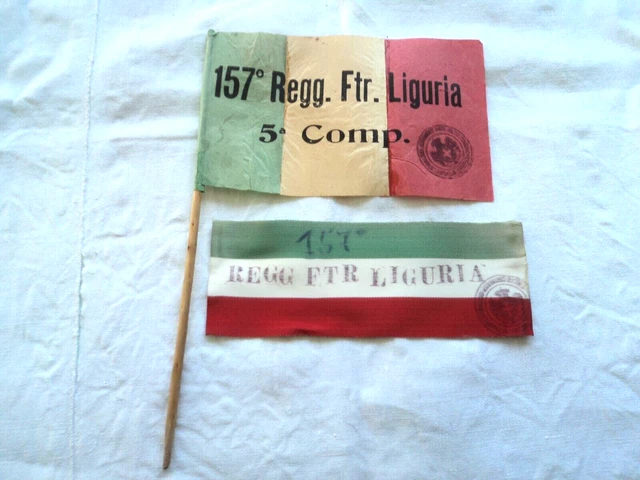 157° Regg. Ftr. Liguria
5ª Comp.
157°
REGG FTR LIGURIA